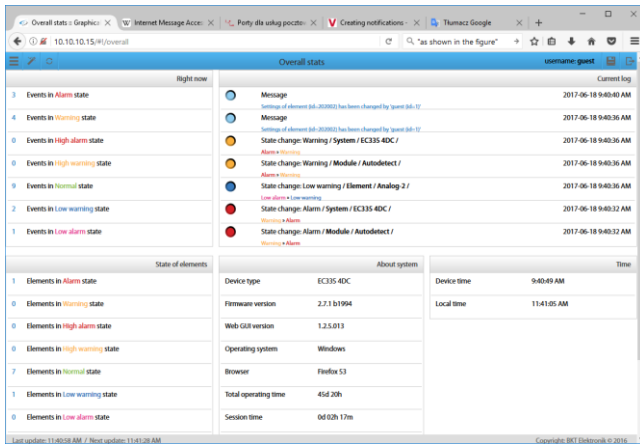 Overall stats :: Graphica
Internet Message Acces
Porty dla usług poczto
Creating notifications -
Tłumacz Google
10.10.10.15/#!/overall
"as shown in the figure"
Overall stats
username: guest
Right now
3 Events in Alarm state
4 Events in Warning state
0 Events in High alarm state
0 Events in High warning state
9 Events in Normal state
2 Events in Low warning state
1 Events in Low alarm state
Current log
Message 2017-06-18 9:40:40 AM
Settings of element (id=202002) has been changed by 'guest (id=1)'
Message 2017-06-18 9:40:36 AM
Settings of element (id=202002) has been changed by 'guest (id=1)'
State change: Warning / System / EC335 4DC / 2017-06-18 9:40:36 AM
Alarm » Warning
State change: Warning / Module / Autodetect / 2017-06-18 9:40:36 AM
Alarm » Warning
State change: Low warning / Element / Analog-2 / 2017-06-18 9:40:36 AM
Low alarm » Low warning
State change: Alarm / System / EC335 4DC / 2017-06-18 9:40:32 AM
Warning » Alarm
State change: Alarm / Module / Autodetect / 2017-06-18 9:40:32 AM
Warning » Alarm
State of elements
1 Elements in Alarm state
0 Elements in Warning state
0 Elements in High alarm state
0 Elements in High warning state
7 Elements in Normal state
1 Elements in Low warning state
0 Elements in Low alarm state
About system
Device type EC335 4DC
Firmware version 2.7.1 b1994
Web GUI version 1.2.5.013
Operating system Windows
Browser Firefox 53
Total operating time 45d 20h
Session time 0d 02h 17m
Time
Device time 9:40:49 AM
Local time 11:41:05 AM
Last update: 11:40:58 AM / Next update: 11:41:28 AM
Copyright: BKT Elektronik © 2016